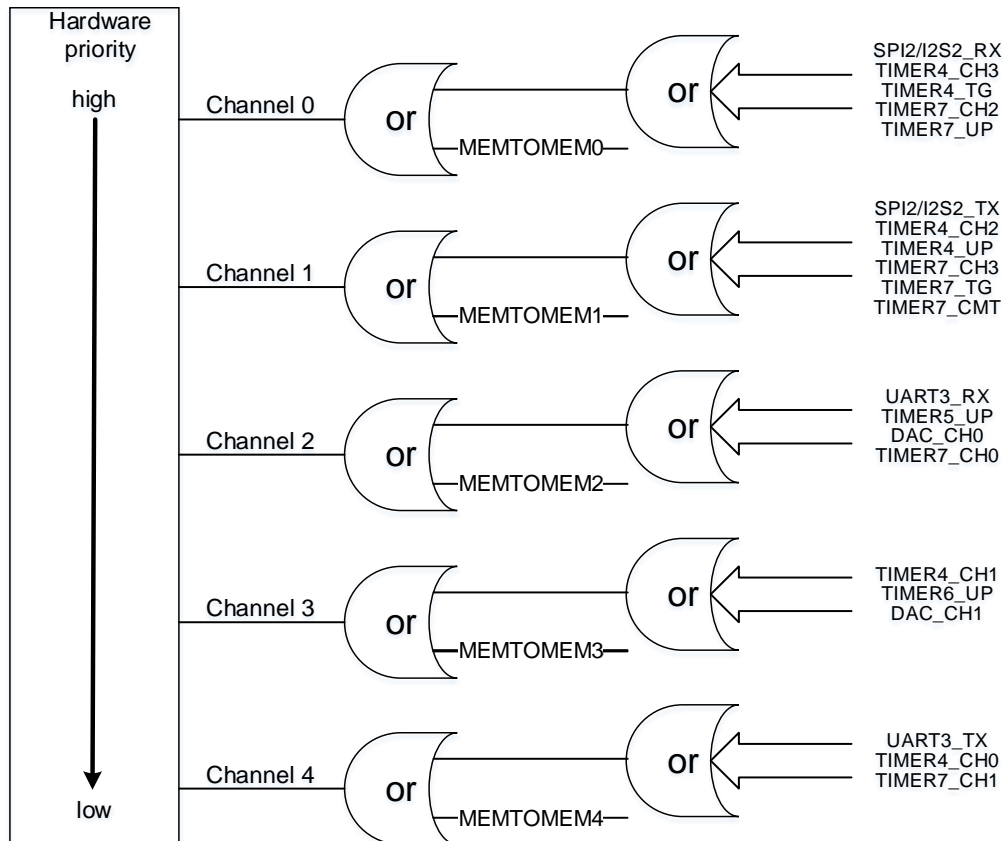 Hardware
priority
high
low
Channel 0
or
MEMTOMEM0
or
SPI2/I2S2_RX
TIMER4_CH3
TIMER4_TG
TIMER7_CH2
TIMER7_UP
Channel 1
or
MEMTOMEM1
or
SPI2/I2S2_TX
TIMER4_CH2
TIMER4_UP
TIMER7_CH3
TIMER7_TG
TIMER7_CMT
Channel 2
or
MEMTOMEM2
or
UART3_RX
TIMER5_UP
DAC_CH0
TIMER7_CH0
Channel 3
or
MEMTOMEM3
or
TIMER4_CH1
TIMER6_UP
DAC_CH1
Channel 4
or
MEMTOMEM4
or
UART3_TX
TIMER4_CH0
TIMER7_CH1